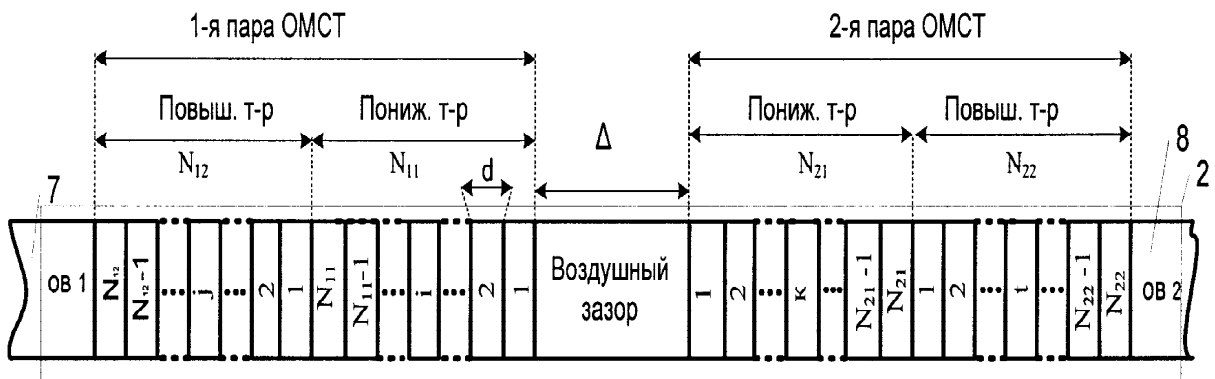 1-я пара ОМСТ
2-я пара ОМСТ
Повыш. т-р
Пониж. т-р
Пониж. т-р
Повыш. т-р
N₁₂
N₁₁
d
Δ
N₂₁
N₂₂
8
2
7
ов 1
N₁₂
N₁₂-1
...
j
...
2
1
N₁₁
N₁₁-1
...
i
...
2
1
Воздушный
зазор
1
2
...
к
...
N₂₁-1
N₂₁
1
2
...
t
...
N₂₂-1
N₂₂
ов 2